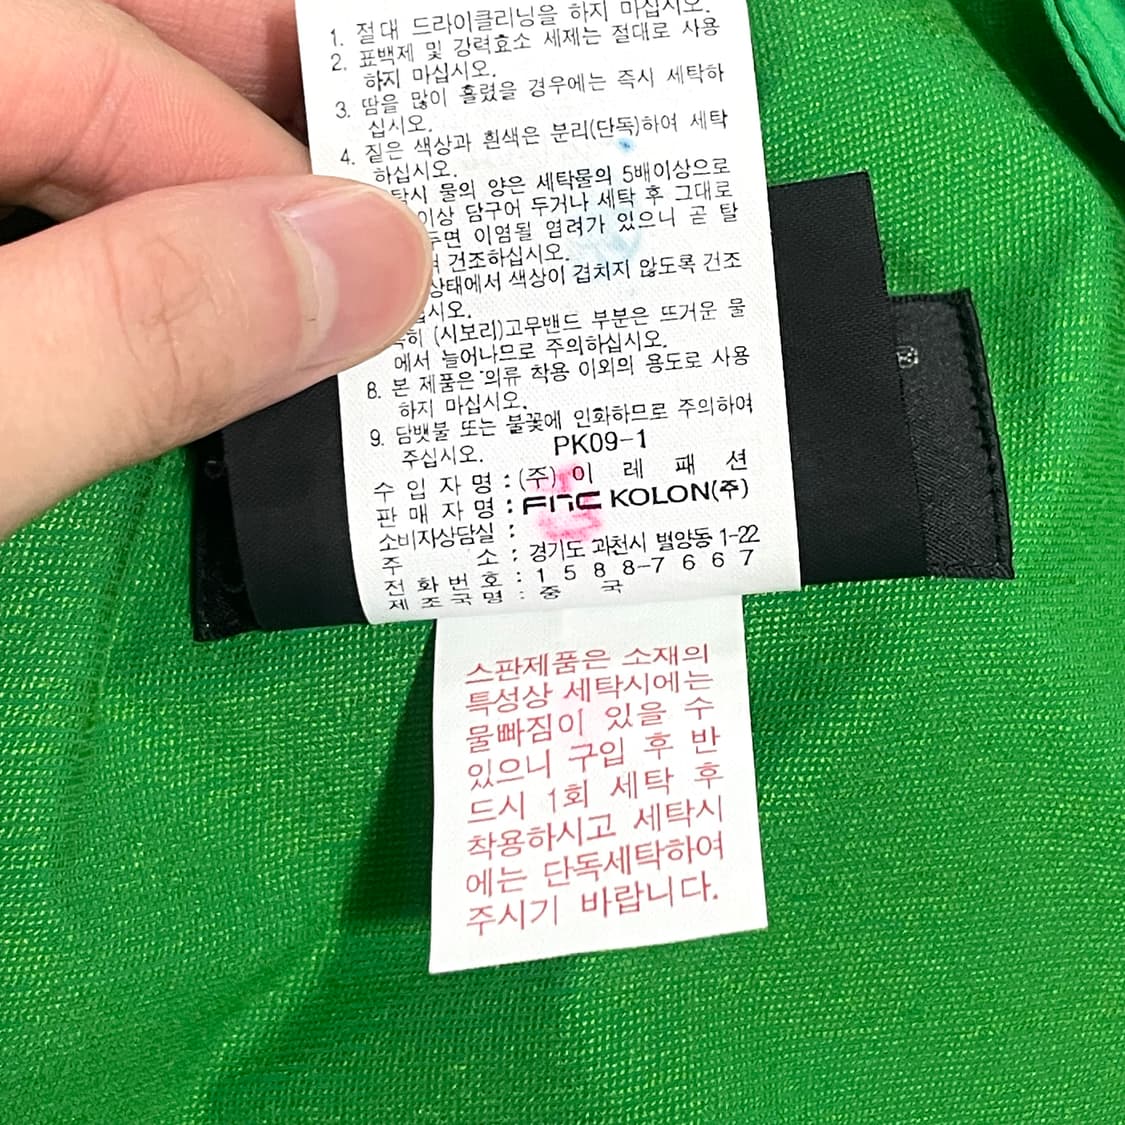 1. 절대 드라이클리닝을 하지 마십시오.
2. 표백제 및 강력효소 세제는 절대로 사용
하지 마십시오.
3. 땀을 많이 흘렸을 경우에는 즉시 세탁하
십시오.
4. 짙은 색상과 흰색은 분리(단독)하여 세탁
하십시오.
탁시 물의 양은 세탁물의 5배이상으로
이상 담구어 두거나 세탁 후 그대로
두면 이염될 염려가 있으니 곧 탈
건조하십시오.
상태에서 색상이 겹치지 않도록 건조
십시오.
특히 (시보리)고무밴드 부분은 뜨거운 물
에서 늘어나므로 주의하십시오.
8. 본 제품은 의류 착용 이외의 용도로 사용
하지 마십시오.
9. 담뱃불 또는 불꽃에 인화하므로 주의하여
주십시오.
PK09-1
수 입 자 명 : (주) 이 레 패 션
판 매 자 명 : FnC KOLON(주)
소비자상담실 :
주 소 : 경기도 과천시 별양동 1-22
전 화 번 호 : 1 5 8 8-7 6 6 7
제 조 국 명 : 중 국
스판제품은 소재의
특성상 세탁시에는
물빠짐이 있을 수
있으니 구입 후 반
드시 1회 세탁 후
착용하시고 세탁시
에는 단독세탁하여
주시기 바랍니다.